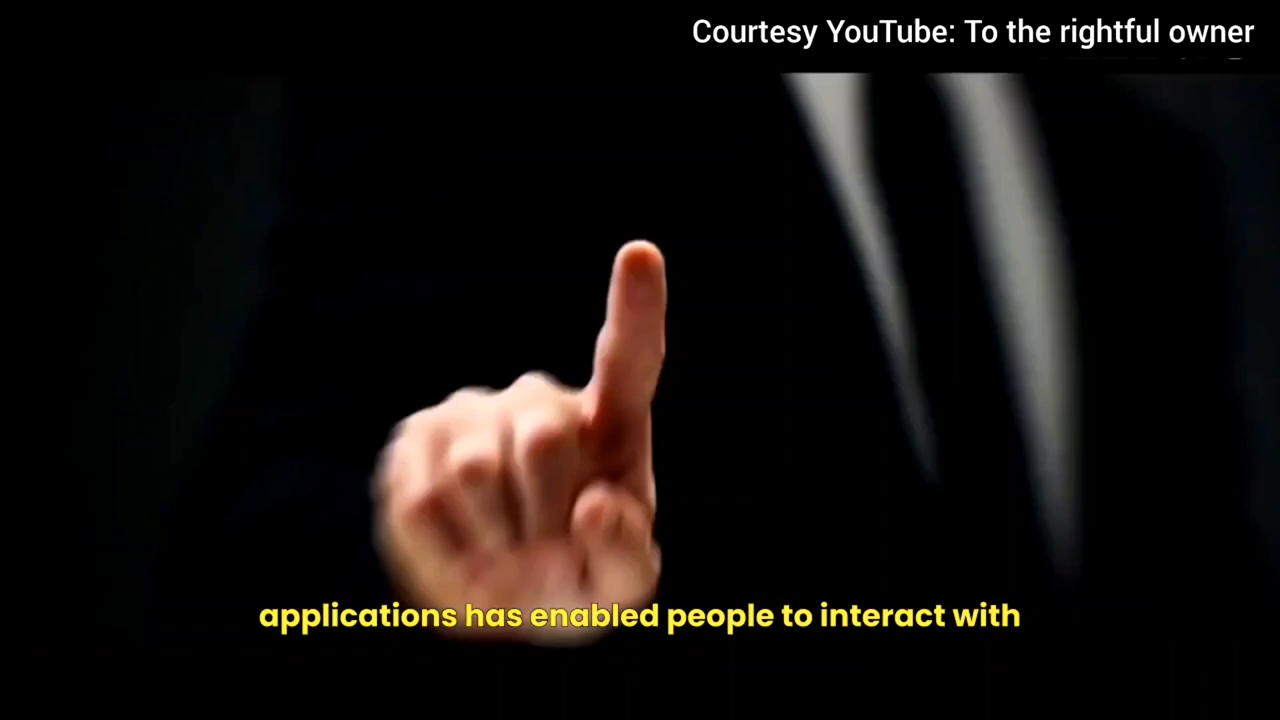 Courtesy YouTube: To the rightful owner
applications has enabled people to interact with